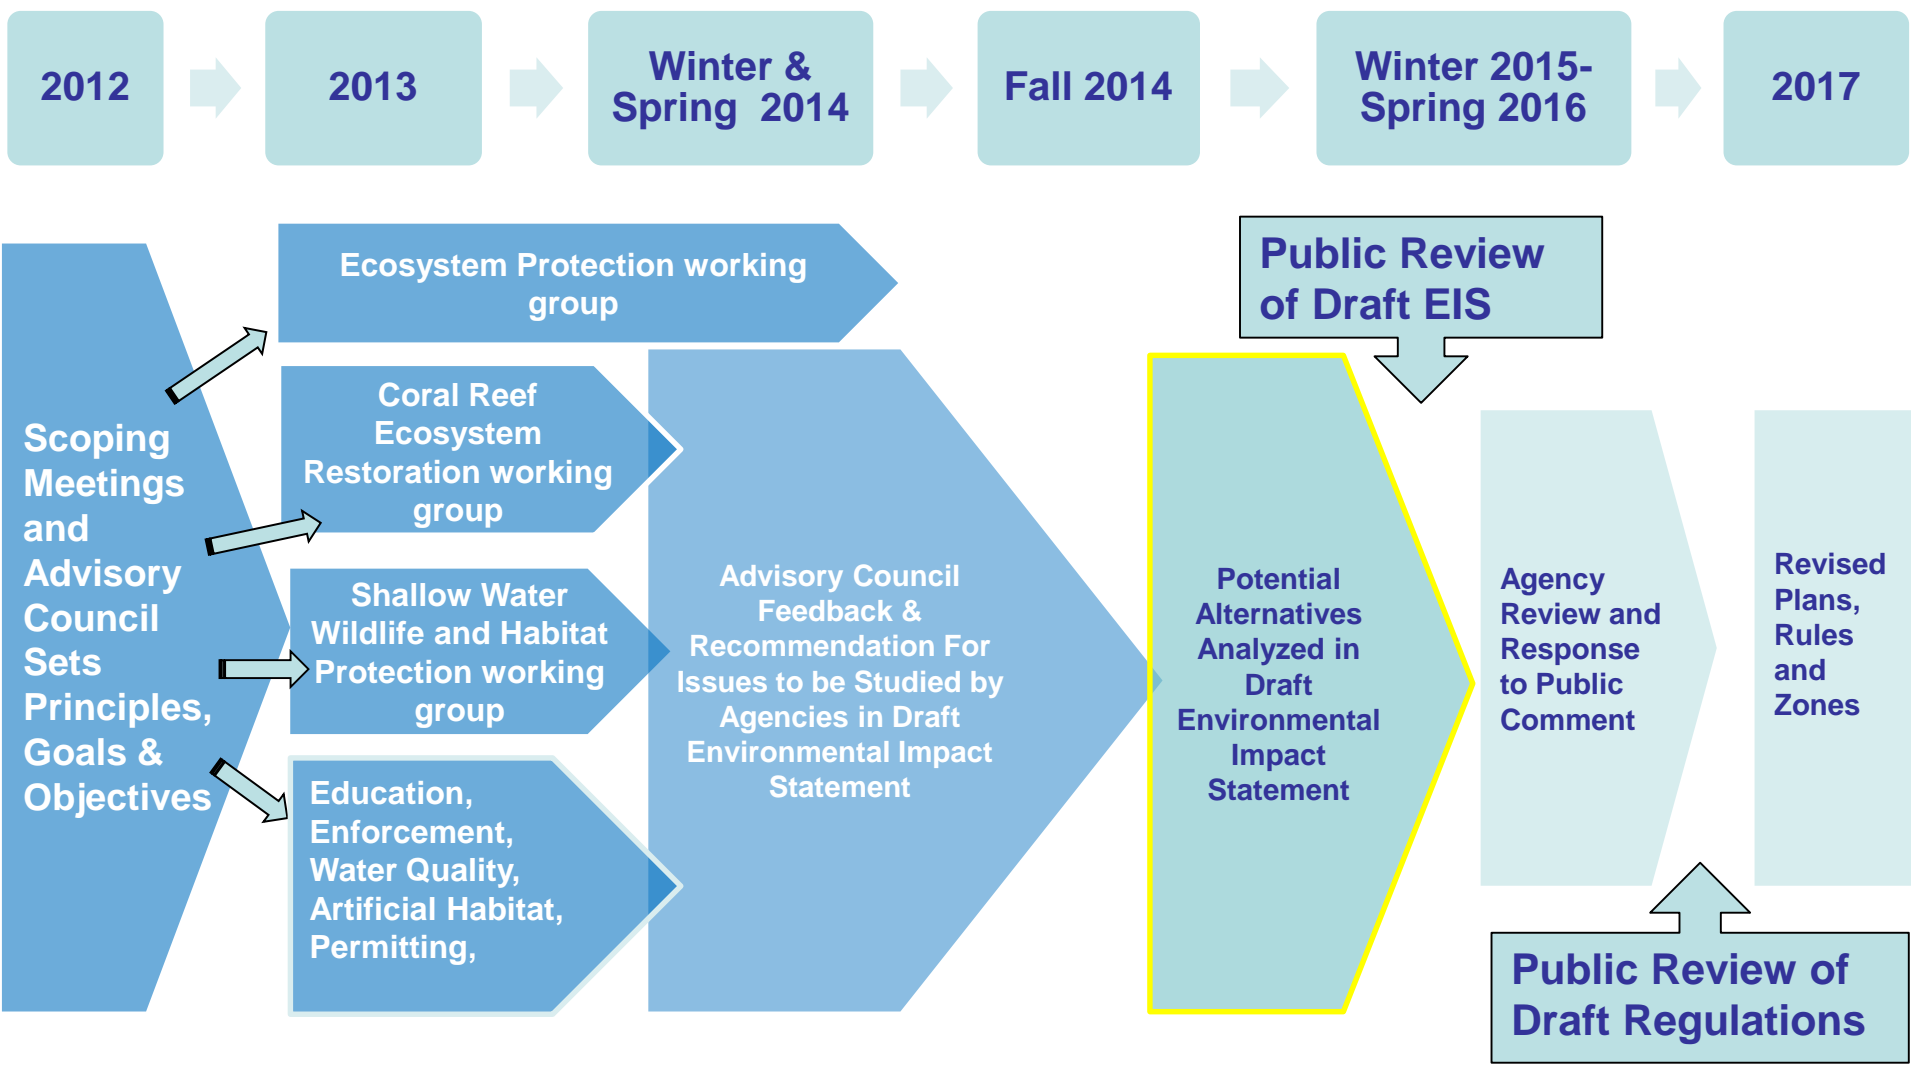 2012
2013
Winter &
Spring 2014
Fall 2014
Winter 2015-
Spring 2016
2017
Scoping
Meetings
and
Advisory
Council
Sets
Principles,
Goals &
Objectives
Ecosystem Protection working
group
Coral Reef
Ecosystem
Restoration working
group
Shallow Water
Wildlife and Habitat
Protection working
group
Education,
Enforcement,
Water Quality,
Artificial Habitat,
Permitting,
Advisory Council
Feedback &
Recommendation For
Issues to be Studied by
Agencies in Draft
Environmental Impact
Statement
Public Review
of Draft EIS
Potential
Alternatives
Analyzed in
Draft
Environmental
Impact
Statement
Agency
Review and
Response
to Public
Comment
Revised
Plans,
Rules
and
Zones
Public Review of
Draft Regulations